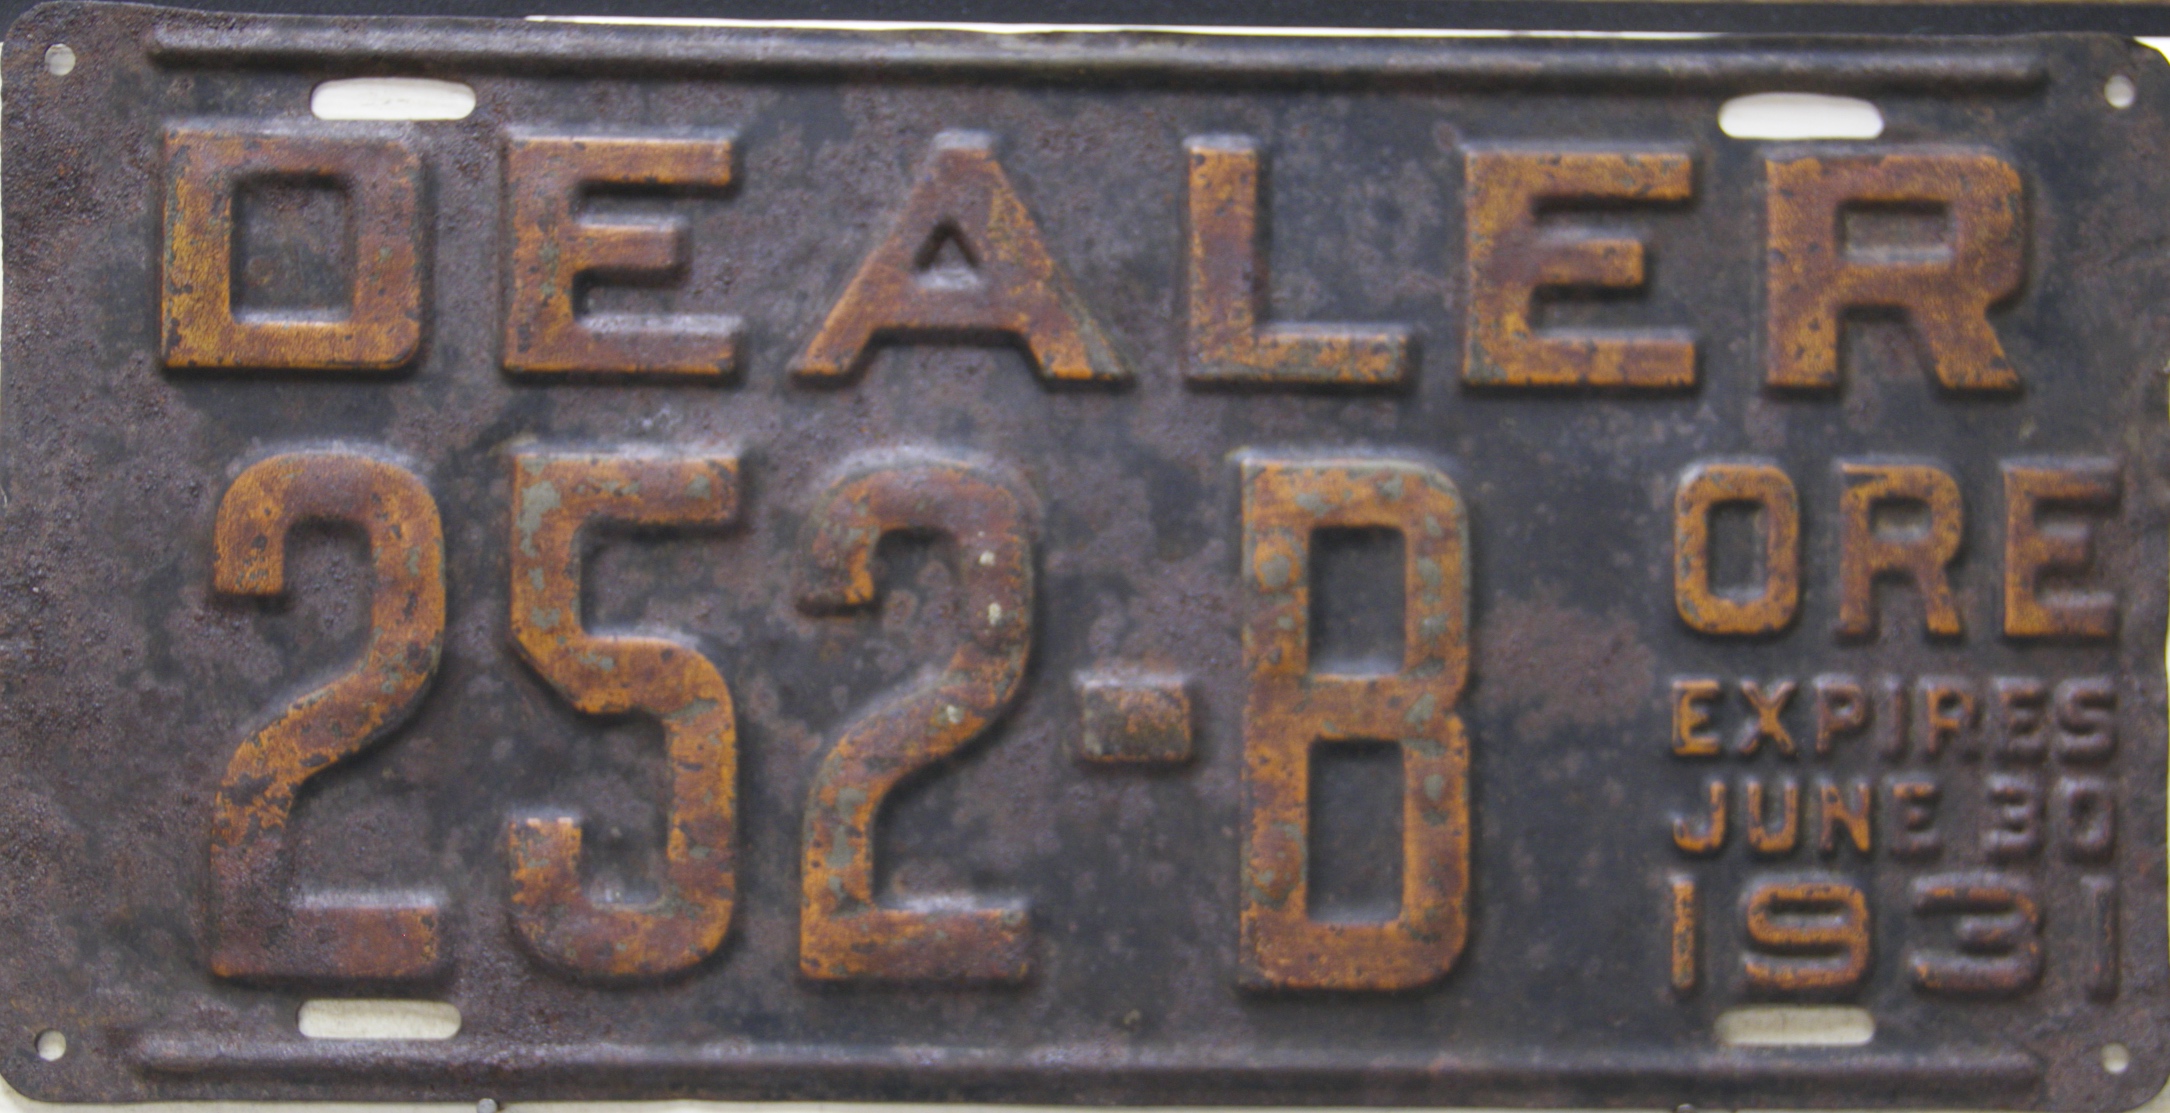 DEALER
252-B
ORE
EXPIRES
JUNE 30
1931